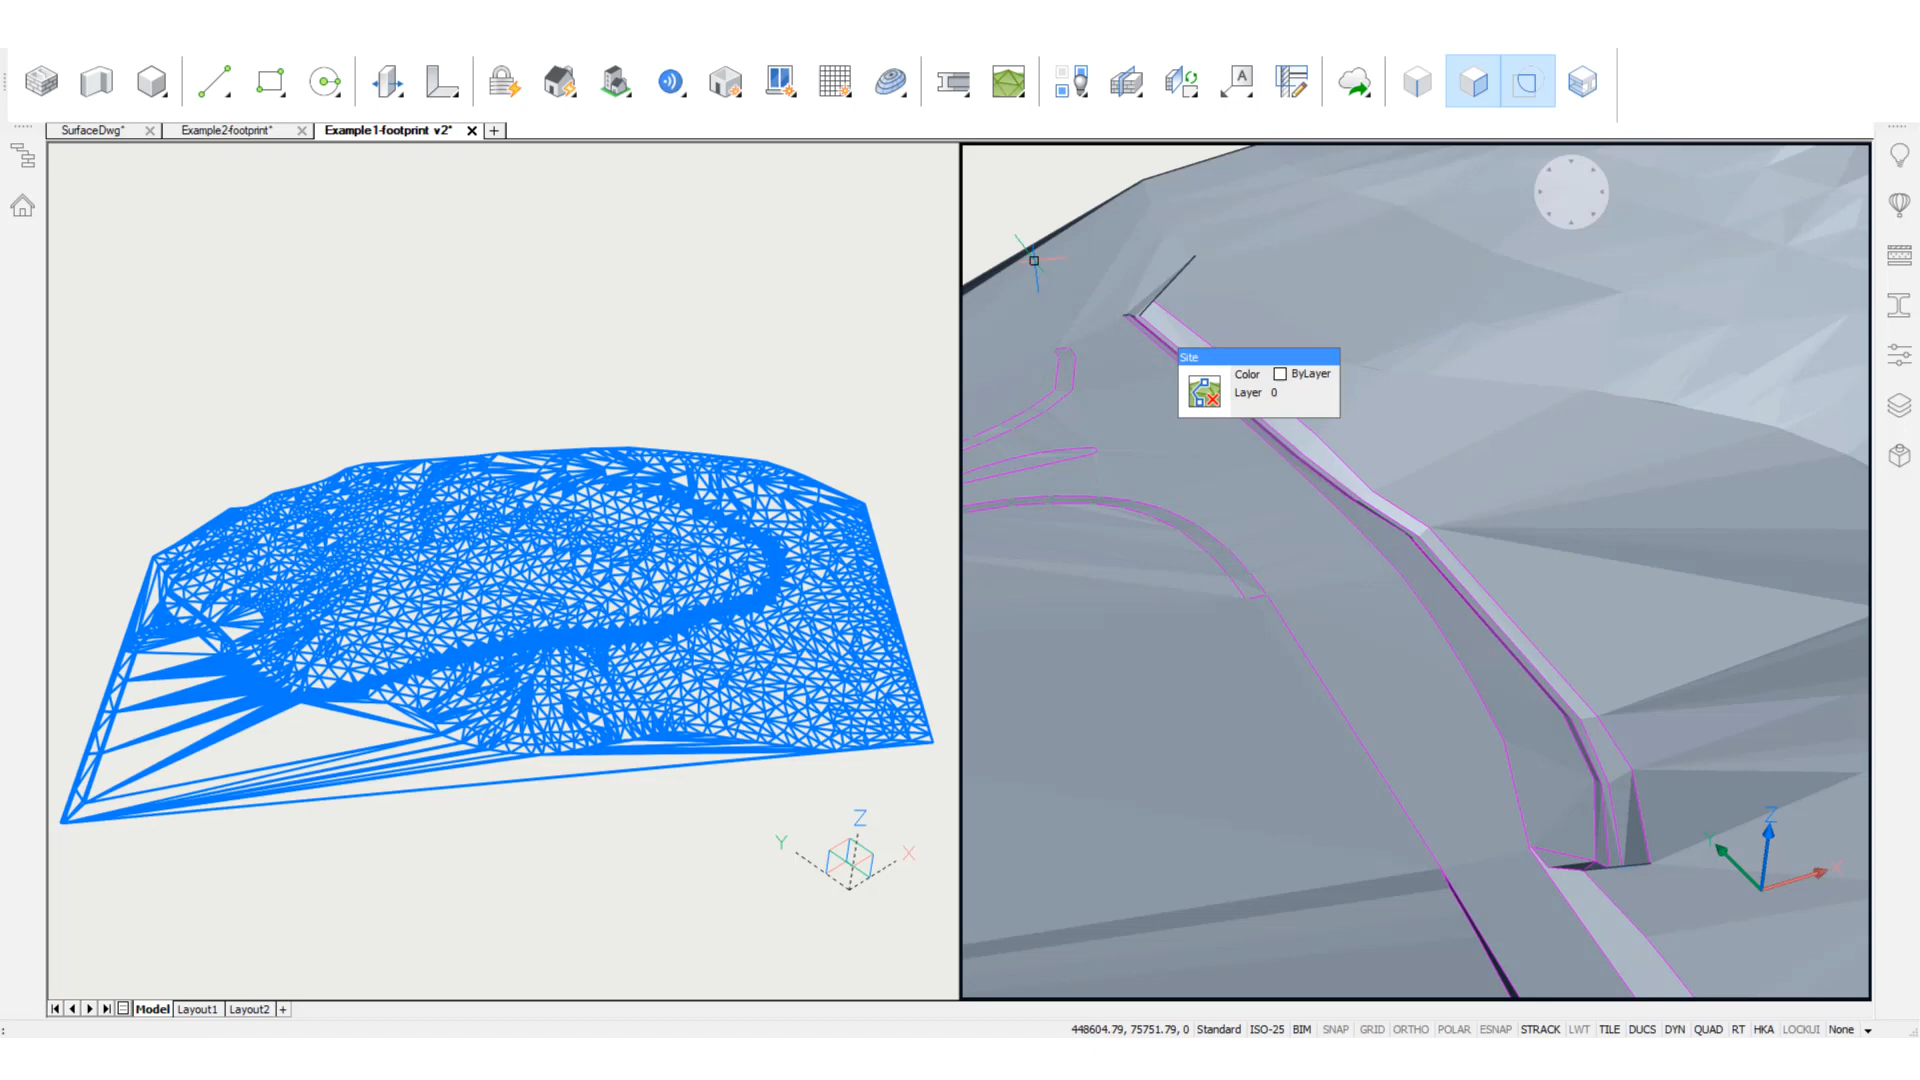 A
SurfaceDwg*
Example2-footprint*
Example1-footprint v2*
Site
Color ByLayer
Layer 0
Z
Y
X
Z
Y
X
Model Layout1 Layout2 +
: 448604.79, 75751.79, 0 Standard ISO-25 BIM SNAP GRID ORTHO POLAR ESNAP STRACK LWT TILE DUCS DYN QUAD RT HKA LOCKUI None